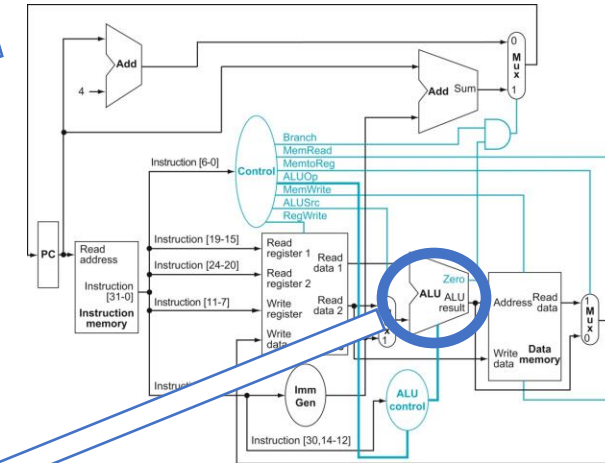 Add
4
Add Sum
0
Mux
1
Branch
MemRead
MemtoReg
ALUOp
MemWrite
ALUSrc
RegWrite
Control
Instruction [6-0]
PC
Read
address
Instruction
[31-0]
Instruction
memory
Instruction [19-15]
Instruction [24-20]
Instruction [11-7]
Read
register 1
Read
register 2
Write
register
Write
Read
data 1
Read
data 2
1
Zero
ALU
ALU
result
Address
Read
data
Write
data
Data
memory
1
Mux
0
Imm
Gen
ALU
control
Instruction [30,14-12]